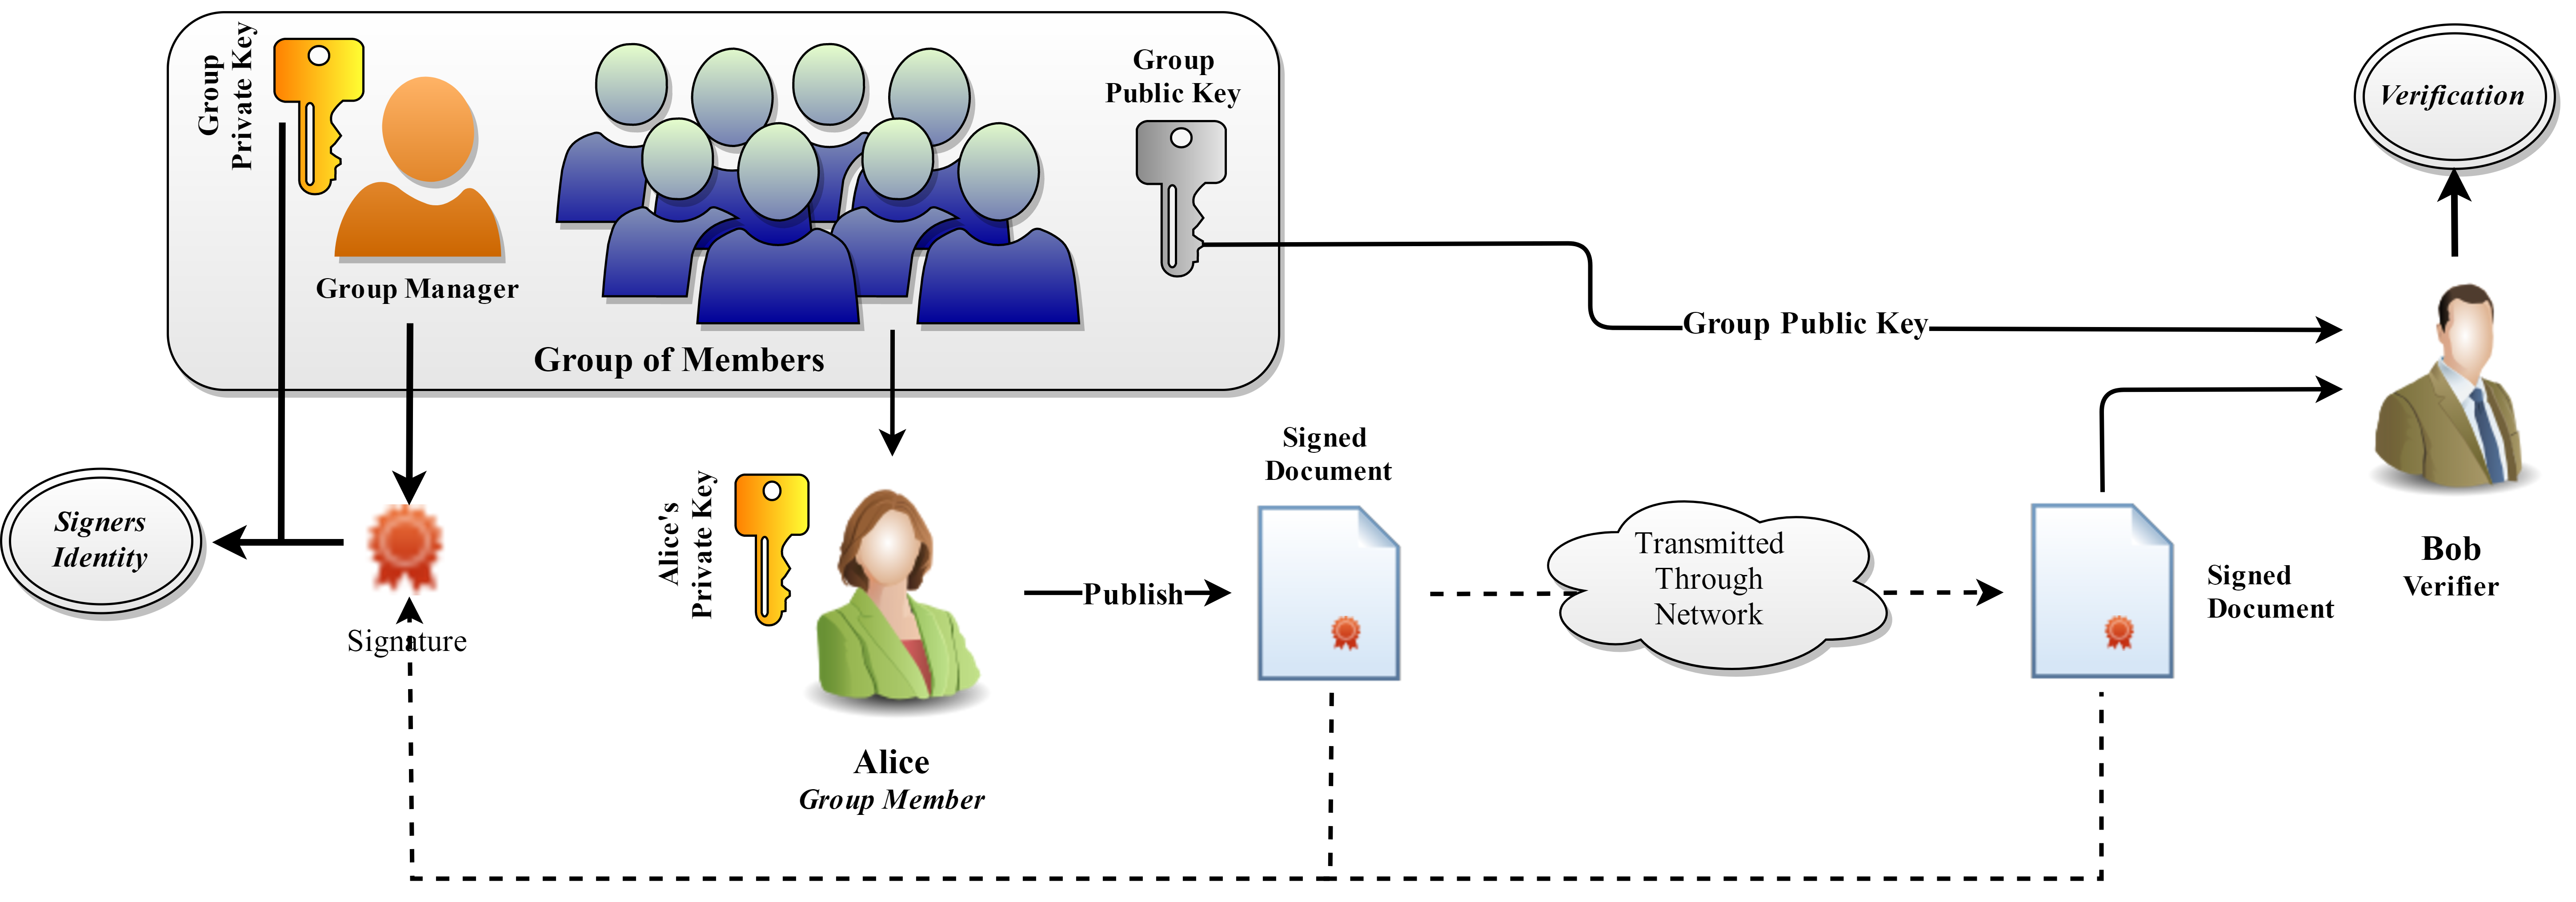 Group
Private Key
Group Manager
Group of Members
Group
Public Key
Group Public Key
Verification
Signers
Identity
Signature
Alice's
Private Key
Alice
Group Member
Publish
Signed
Document
Transmitted
Through
Network
Signed
Document
Bob
Verifier